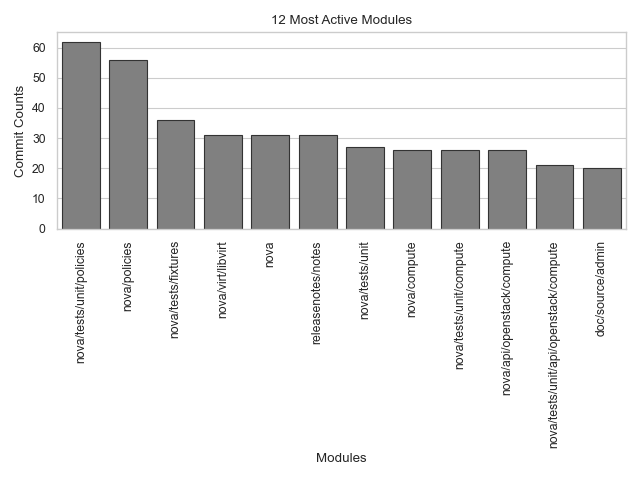 12 Most Active Modules
Commit Counts
60
50
40
30
20
10
0
nova/tests/unit/policies
nova/policies
nova/tests/fixtures
nova/virt/libvirt
nova
releasenotes/notes
nova/tests/unit
nova/compute
nova/tests/unit/compute
nova/api/openstack/compute
nova/tests/unit/api/openstack/compute
doc/source/admin
Modules